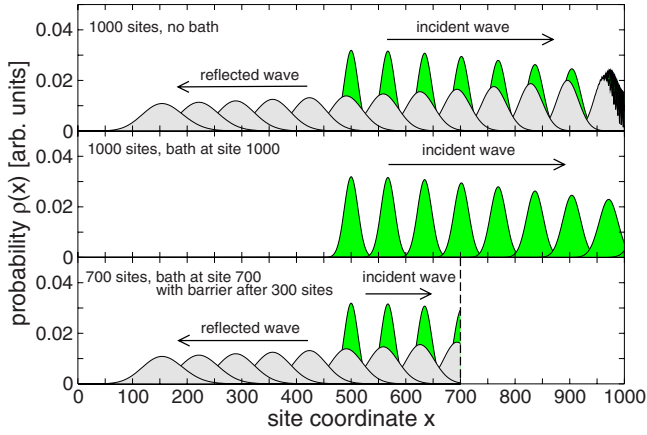 1000 sites, no bath
incident wave
reflected wave
0.04
0.02
0
1000 sites, bath at site 1000
incident wave
0.04
0.02
0
probability ρ(x) [arb. units]
700 sites, bath at site 700
with barrier after 300 sites
incident wave
reflected wave
0.04
0.02
0
0 100 200 300 400 500 600 700 800 900 1000
site coordinate x